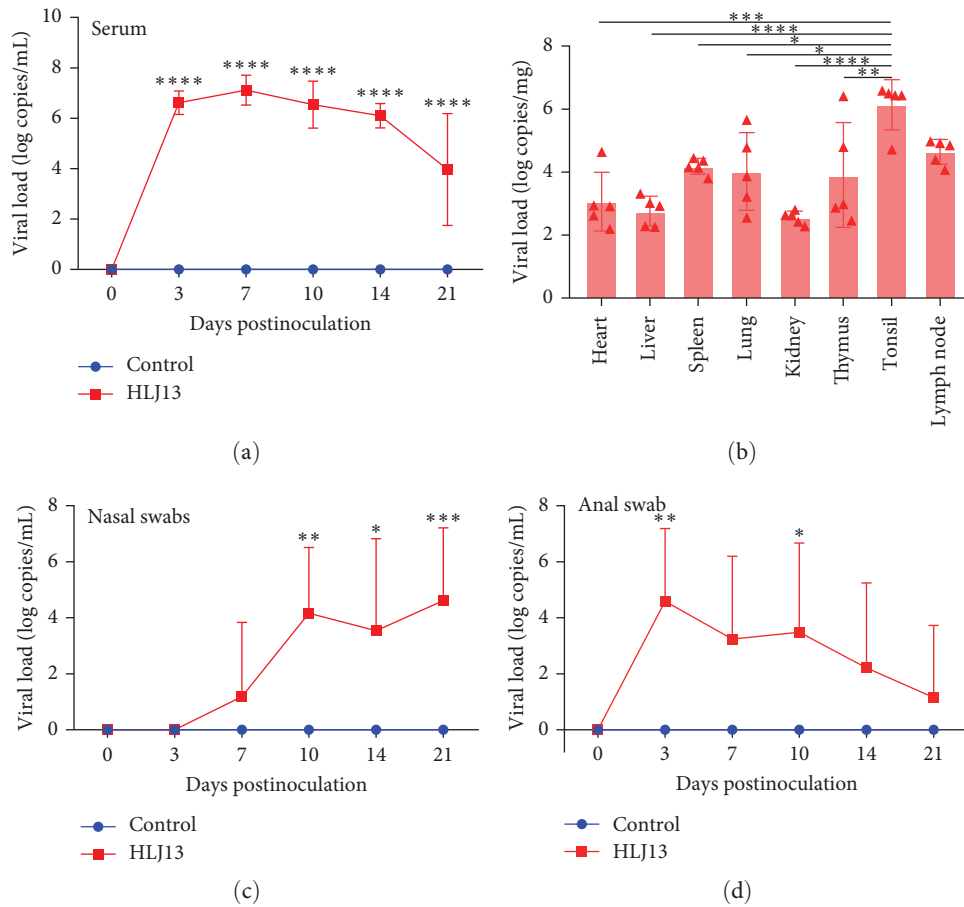 Serum
Viral load (log copies/mL)
10
8
6
4
2
0
****
****
****
****
****
0 3 7 10 14 21
Days postinoculation
Control
HLJ13
(a)
Viral load (log copies/mg)
8
6
4
2
0
***
****
*
*
****
**
Heart
Liver
Spleen
Lung
Kidney
Thymus
Tonsil
Lymph node
(b)
Nasal swabs
Viral load (log copies/mL)
8
6
4
2
0
**
*
***
0 3 7 10 14 21
Days postinoculation
Control
HLJ13
(c)
Anal swab
Viral load (log copies/mL)
8
6
4
2
0
**
*
0 3 7 10 14 21
Days postinoculation
Control
HLJ13
(d)